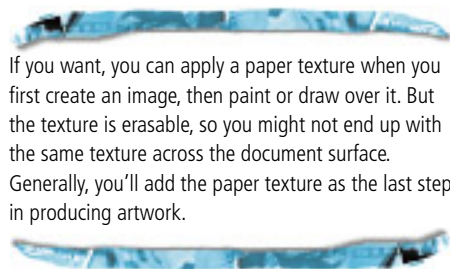 If you want, you can apply a paper texture when you
first create an image, then paint or draw over it. But
the texture is erasable, so you might not end up with
the same texture across the document surface.
Generally, you’ll add the paper texture as the last step
in producing artwork.